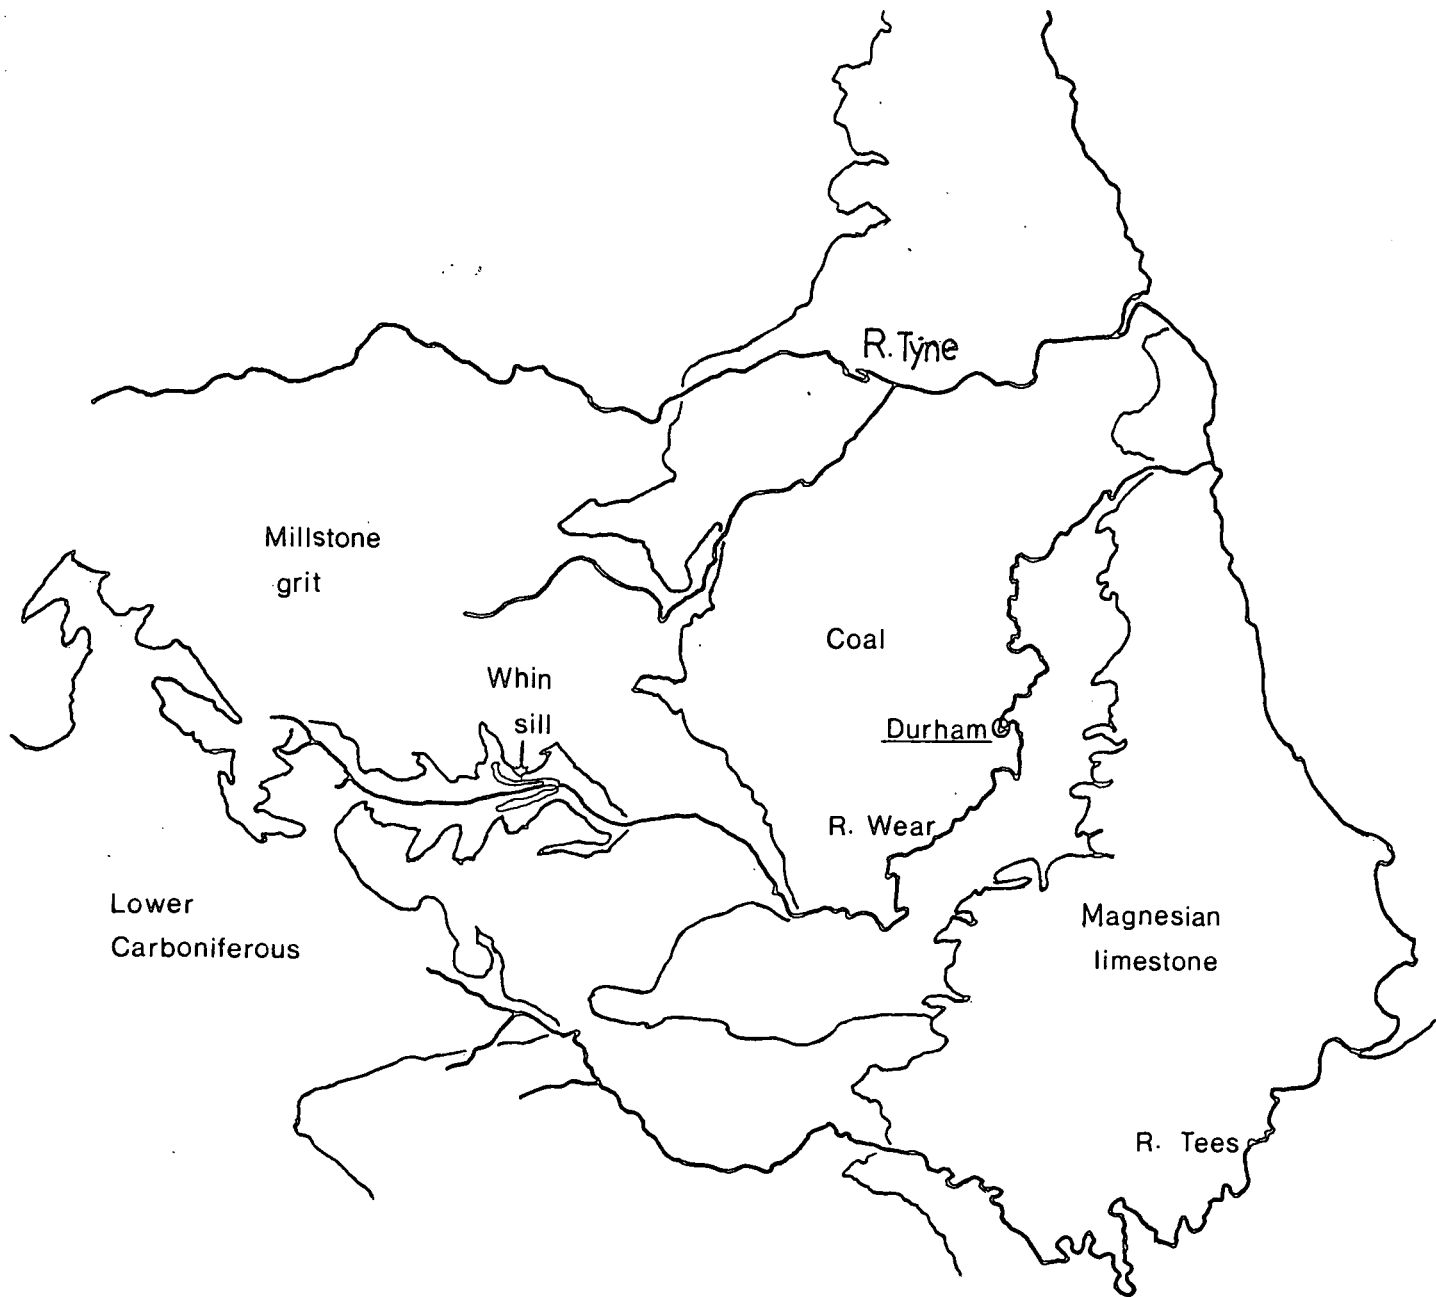 R. Tyne
Millstone
grit
Coal
Whin
sill
Durham
R. Wear
Lower
Carboniferous
Magnesian
limestone
R. Tees